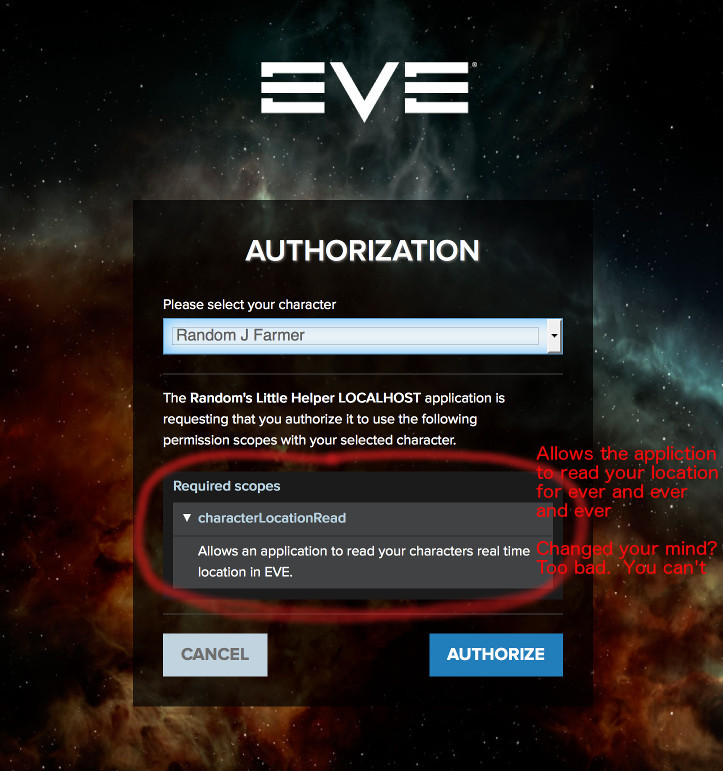 EVE®
AUTHORIZATION
Please select your character
Random J Farmer
The Random's Little Helper LOCALHOST application is
requesting that you authorize it to use the following
permission scopes with your selected character.
Required scopes
▼ characterLocationRead
Allows an application to read your characters real time
location in EVE.
Allows the appliction
to read your location
for ever and ever
and ever
Changed your mind?
Too bad. You can't
CANCEL
AUTHORIZE